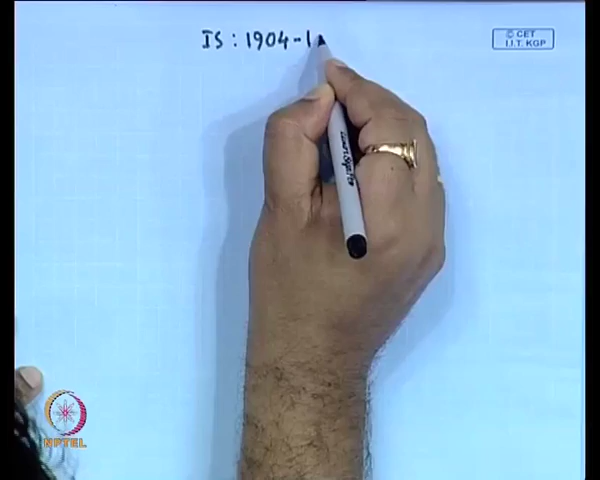 IS : 1904 - 1
© CET
I.I.T. KGP
NPTEL